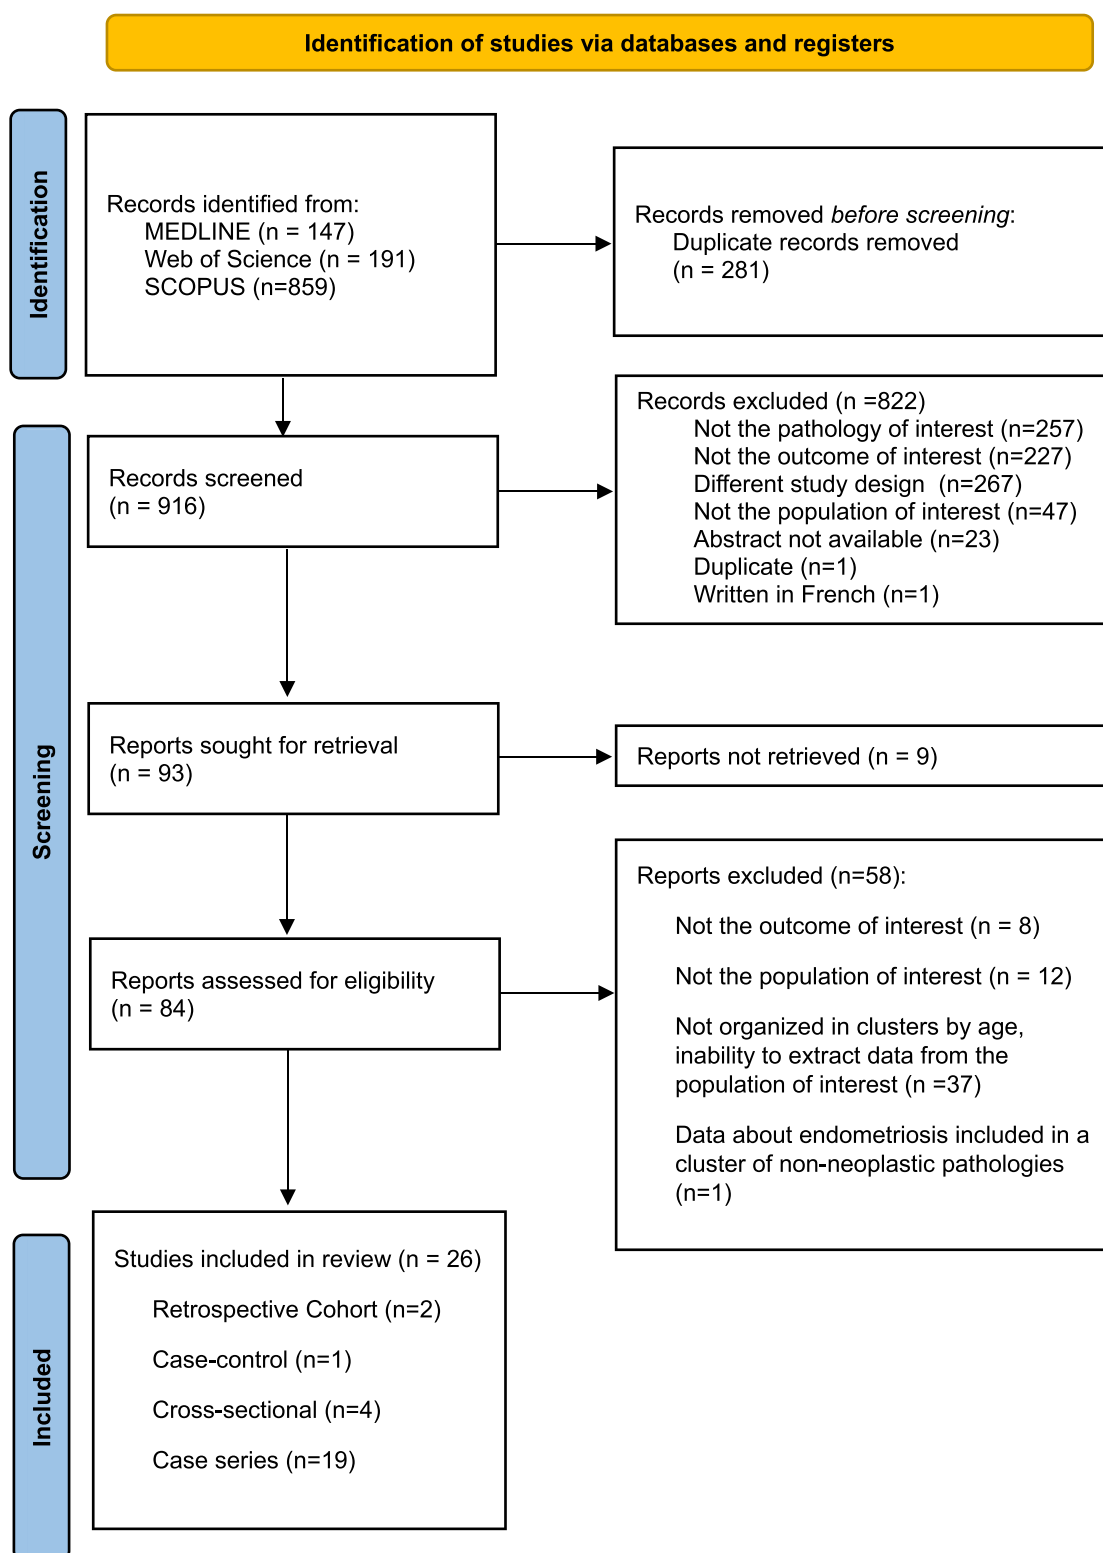 Identification of studies via databases and registers
Identification
Records identified from:
MEDLINE (n = 147)
Web of Science (n = 191)
SCOPUS (n=859)
Records removed before screening:
Duplicate records removed
(n = 281)
Screening
Records screened
(n = 916)
Records excluded (n =822)
Not the pathology of interest (n=257)
Not the outcome of interest (n=227)
Different study design (n=267)
Not the population of interest (n=47)
Abstract not available (n=23)
Duplicate (n=1)
Written in French (n=1)
Reports sought for retrieval
(n = 93)
Reports not retrieved (n = 9)
Reports assessed for eligibility
(n = 84)
Reports excluded (n=58):
Not the outcome of interest (n = 8)
Not the population of interest (n = 12)
Not organized in clusters by age,
inability to extract data from the
population of interest (n =37)
Data about endometriosis included in a
cluster of non-neoplastic pathologies
(n=1)
Included
Studies included in review (n = 26)
Retrospective Cohort (n=2)
Case-control (n=1)
Cross-sectional (n=4)
Case series (n=19)